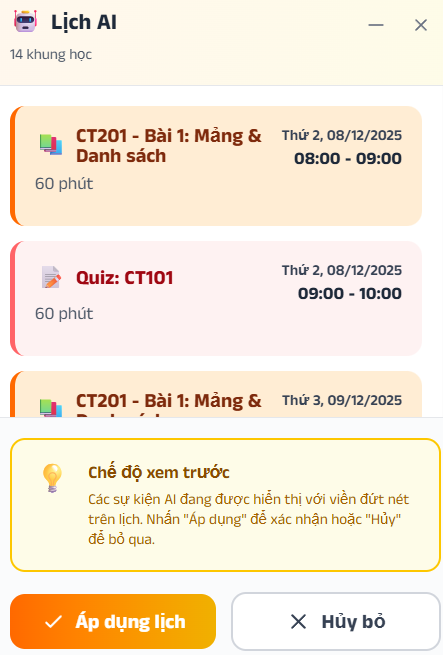 Lịch AI
14 khung học
CT201 - Bài 1: Mảng &
Danh sách
Thứ 2, 08/12/2025
08:00 - 09:00
60 phút
Quiz: CT101
Thứ 2, 08/12/2025
09:00 - 10:00
60 phút
CT201 - Bài 1: Mảng &
Thứ 3, 09/12/2025
Chế độ xem trước
Các sự kiện AI đang được hiển thị với viền đứt nét
trên lịch. Nhấn "Áp dụng" để xác nhận hoặc "Hủy"
để bỏ qua.
Áp dụng lịch
Hủy bỏ